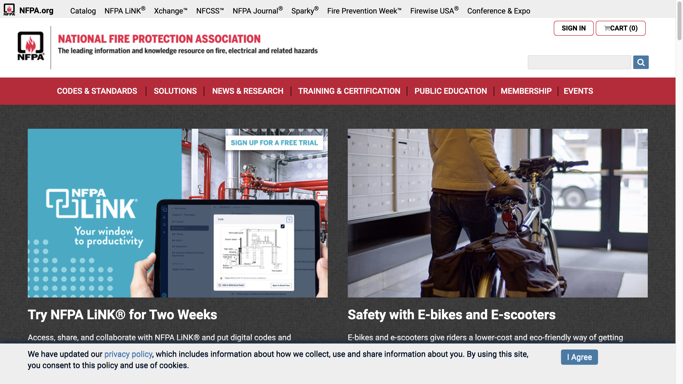 NFPA.org Catalog NFPA LiNK® Xchange™ NFCSS™ NFPA Journal® Sparky® Fire Prevention Week™ Firewise USA® Conference & Expo
SIGN IN CART (0)
NFPA
NATIONAL FIRE PROTECTION ASSOCIATION
The leading information and knowledge resource on fire, electrical and related hazards
CODES & STANDARDS SOLUTIONS NEWS & RESEARCH TRAINING & CERTIFICATION PUBLIC EDUCATION MEMBERSHIP EVENTS
SIGN UP FOR A FREE TRIAL
NFPA
LiNK®
Your window
to productivity
Try NFPA LiNK® for Two Weeks
Access, share, and collaborate with NFPA LiNK® and put digital codes and
Safety with E-bikes and E-scooters
E-bikes and e-scooters give riders a lower-cost and eco-friendly way of getting
We have updated our privacy policy, which includes information about how we collect, use and share information about you. By using this site,
you consent to this policy and use of cookies.
I Agree